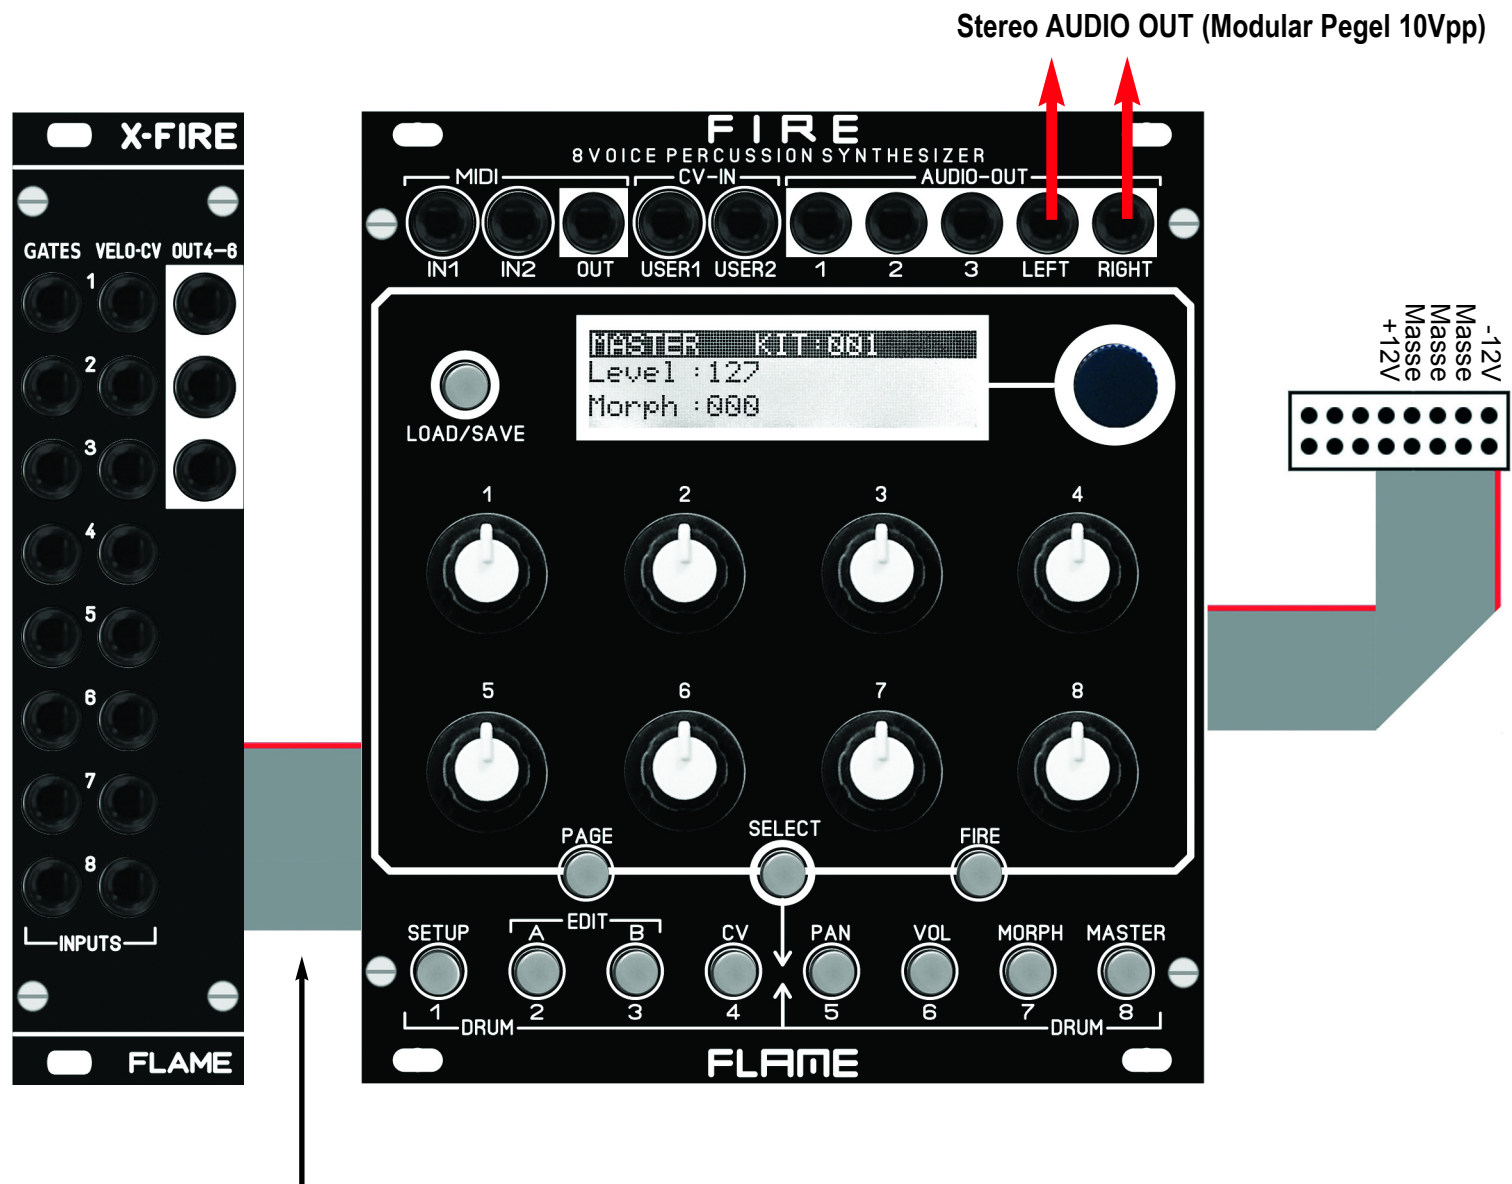 Stereo AUDIO OUT (Modular Pegel 10Vpp)
X-FIRE
GATES VELO-CV OUT4-6
1
2
3
4
5
6
7
8
INPUTS
FLAME
FIRE
8 VOICE PERCUSSION SYNTHESIZER
MIDI CV-IN AUDIO-OUT
IN1 IN2 OUT USER1 USER2 1 2 3 LEFT RIGHT
MASTER KIT:001
Level :127
Morph :000
LOAD/SAVE
1 2 3 4
5 6 7 8
PAGE SELECT FIRE
EDIT
SETUP A B CV PAN VOL MORPH MASTER
1 2 3 4 5 6 7 8
DRUM DRUM
FLAME
+12V
Masse
Masse
Masse
-12V